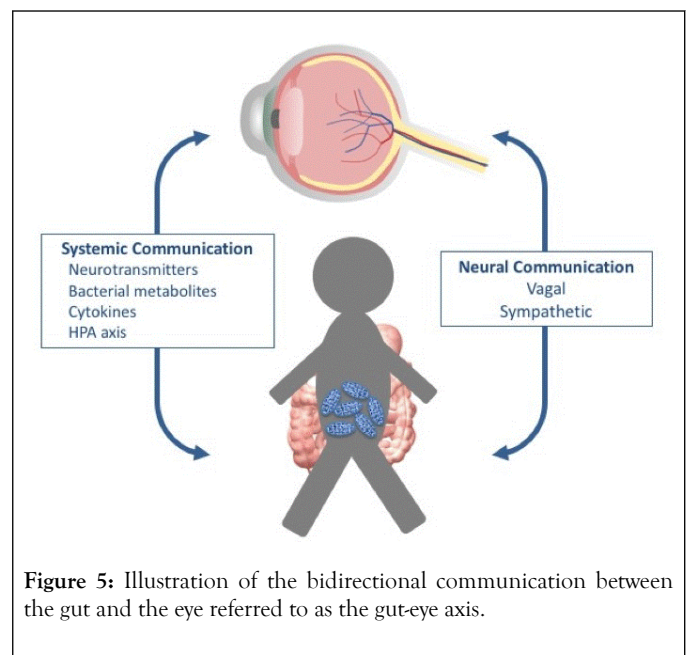 Systemic Communication
Neurotransmitters
Bacterial metabolites
Cytokines
HPA axis
Neural Communication
Vagal
Sympathetic
Figure 5: Illustration of the bidirectional communication between
the gut and the eye referred to as the gut-eye axis.